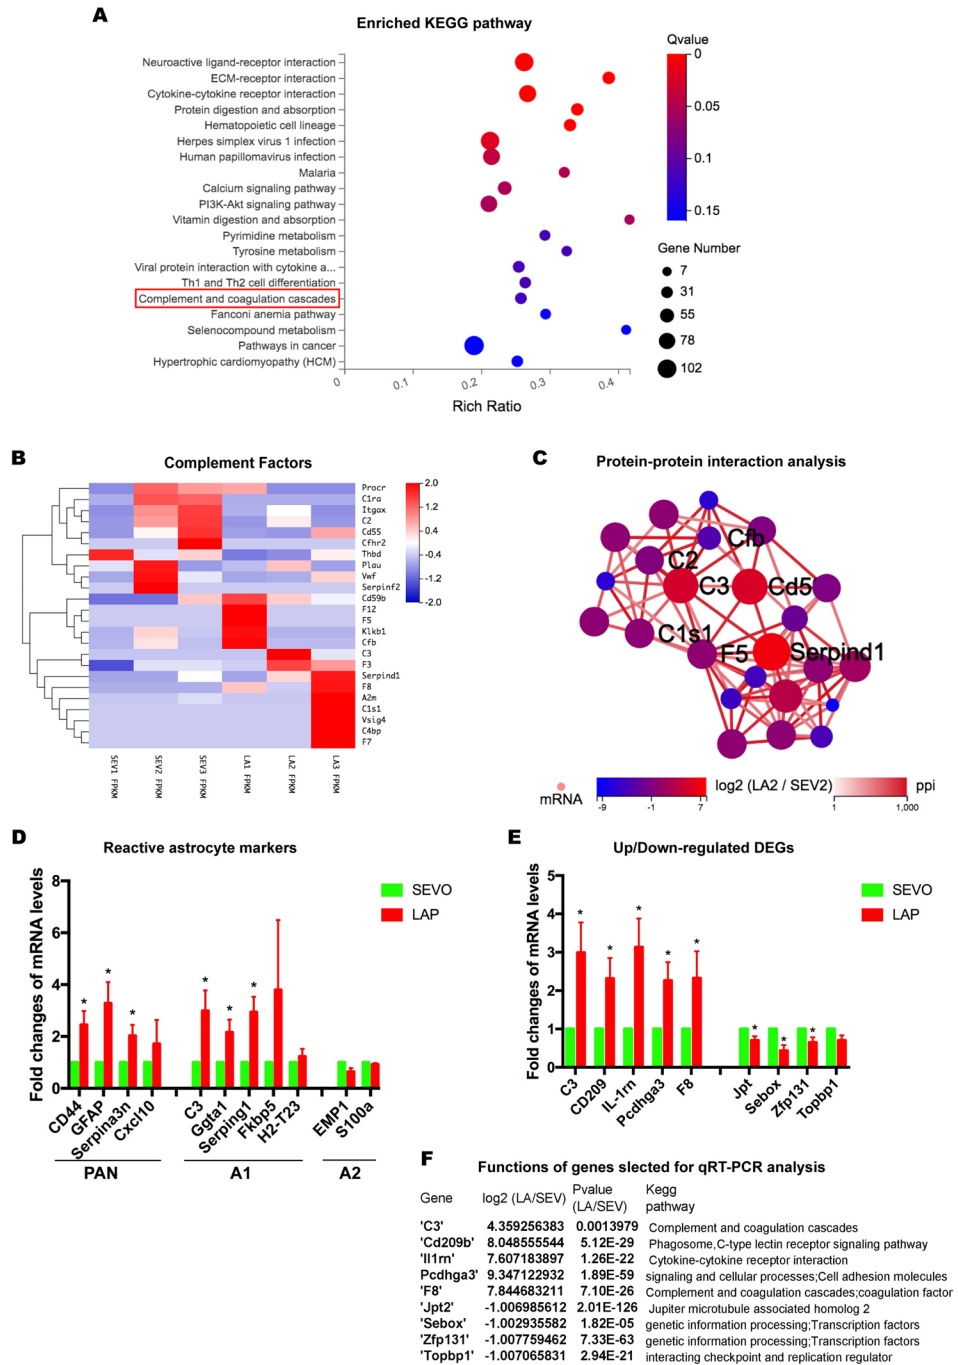 A
Enriched KEGG pathway
Neuroactive ligand-receptor interaction
ECM-receptor interaction
Cytokine-cytokine receptor interaction
Protein digestion and absorption
Hematopoietic cell lineage
Herpes simplex virus 1 infection
Human papillomavirus infection
Malaria
Calcium signaling pathway
PI3K-Akt signaling pathway
Vitamin digestion and absorption
Pyrimidine metabolism
Tyrosine metabolism
Viral protein interaction with cytokine a...
Th1 and Th2 cell differentiation
Complement and coagulation cascades
Fanconi anemia pathway
Selenocompound metabolism
Pathways in cancer
Hypertrophic cardiomyopathy (HCM)
0 0.1 0.2 0.3 0.4
Rich Ratio
Qvalue
0
0.05
0.1
0.15
Gene Number
7
31
55
78
102
B
Complement Factors
Procr
C1ra
Itgax
C2
Cd55
Cfhr2
Thbd
Plau
Vwf
Serpinf2
Cd59b
F12
F5
Klkb1
Cfb
C3
F3
Serpind1
F8
A2m
C1s1
Vsig4
C4bp
F7
SEV1 FPKM
SEV2 FPKM
SEV3 FPKM
LA1 FPKM
LA2 FPKM
LA3 FPKM
2.0
1.2
0.4
-0.4
-1.2
-2.0
C
Protein-protein interaction analysis
Cfb
C2
C3
Cd5
C1s1
F5
Serpind1
mRNA
-9 -1 7
log2 (LA2 / SEV2)
1 1,000
ppi
D
Reactive astrocyte markers
Fold changes of mRNA levels
8
6
4
2
0
SEVO
LAP
* * * * * *
CD44 GFAP Serpina3n Cxcl10 C3 Ggta1 Serping1 Fkbp5 H2-T23 EMP1 S100a
PAN A1 A2
E
Up/Down-regulated DEGs
Fold changes of mRNA levels
5
4
3
2
1
0
SEVO
LAP
* * * * * * * *
C3 CD209 IL-1rn Pcdhga3 F8 Jpt Sebox Zfp131 Topbp1
F
Functions of genes slected for qRT-PCR analysis
Gene log2 (LA/SEV) Pvalue (LA/SEV) Kegg pathway
'C3' 4.359256383 0.0013979 Complement and coagulation cascades
'Cd209b' 8.048555544 5.12E-29 Phagosome,C-type lectin receptor signaling pathway
'Il1rn' 7.607183897 1.26E-22 Cytokine-cytokine receptor interaction
Pcdhga3' 9.347122932 1.89E-59 signaling and cellular processes;Cell adhesion molecules
'F8' 7.844683211 7.10E-26 Complement and coagulation cascades;coagulation factor
'Jpt2' -1.006985612 2.01E-126 Jupiter microtubule associated homolog 2
'Sebox' -1.002935582 1.82E-05 genetic information processing;Transcription factors
'Zfp131' -1.007759462 7.33E-63 genetic information processing;Transcription factors
'Topbp1' -1.007065831 2.94E-21 interacting checkpoint and replication regulator